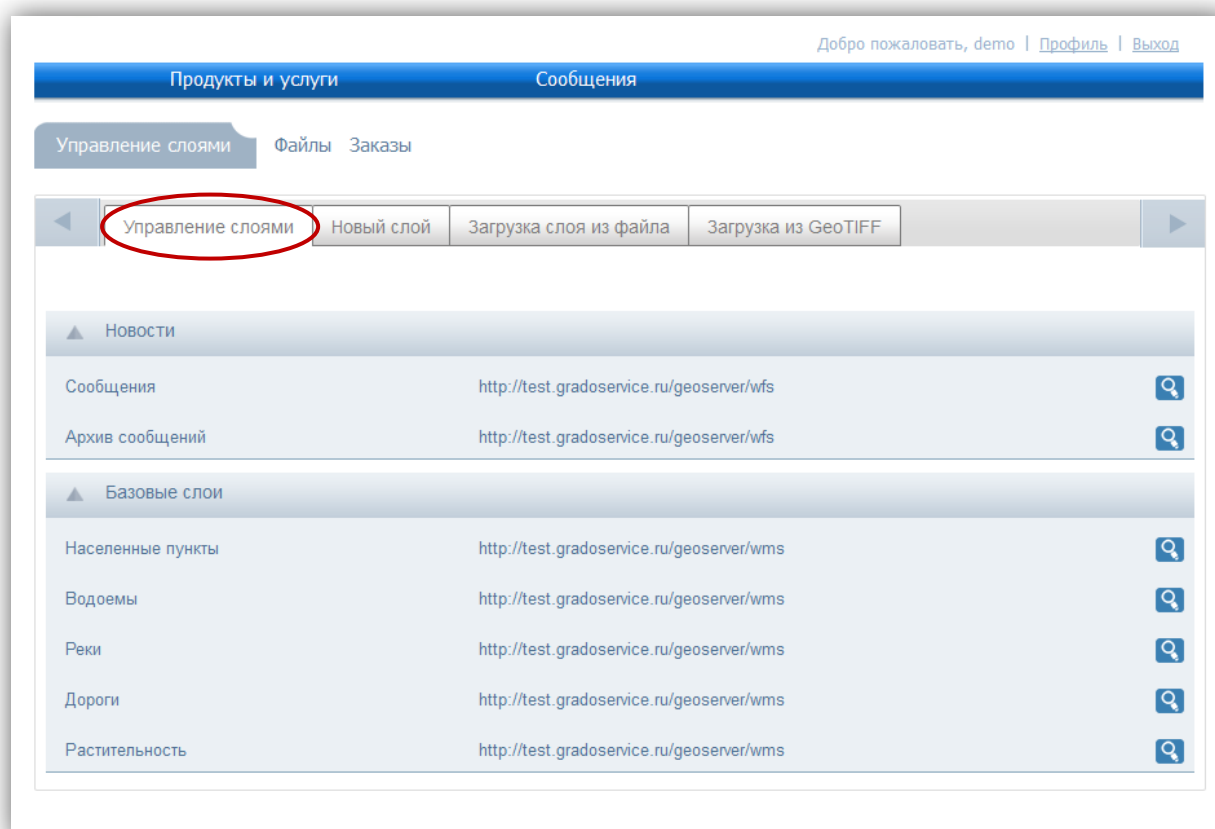 Добро пожаловать, demo | Профиль | Выход
Продукты и услуги Сообщения
Управление слоями Файлы Заказы
Управление слоями Новый слой Загрузка слоя из файла Загрузка из GeoTIFF
Новости
Сообщения http://test.gradoservice.ru/geoserver/wfs
Архив сообщений http://test.gradoservice.ru/geoserver/wfs
Базовые слои
Населенные пункты http://test.gradoservice.ru/geoserver/wms
Водоемы http://test.gradoservice.ru/geoserver/wms
Реки http://test.gradoservice.ru/geoserver/wms
Дороги http://test.gradoservice.ru/geoserver/wms
Растительность http://test.gradoservice.ru/geoserver/wms